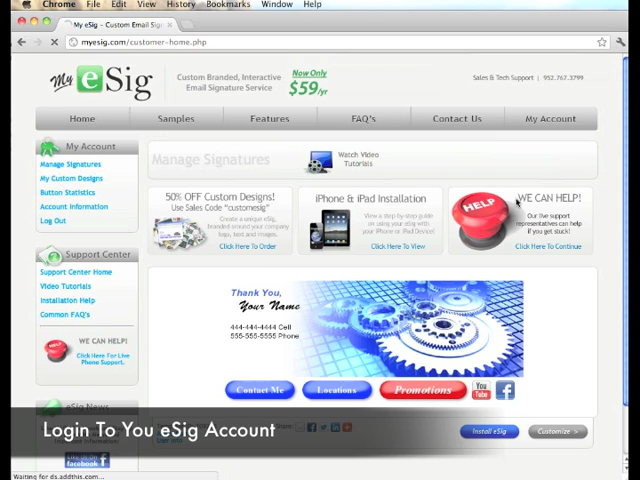 Chrome File Edit View History Bookmarks Window Help
My eSig - Custom Email Sig
myesig.com/customer-home.php
My eSig
Custom Branded, Interactive
Email Signature Service
Now Only
$59/yr
Sales & Tech Support | 952.767.3799
Home Samples Features FAQ's Contact Us My Account
My Account
Manage Signatures
My Custom Designs
Button Statistics
Account Information
Log Out
Support Center
Support Center Home
Video Tutorials
Installation Help
Common FAQ's
WE CAN HELP!
Click Here For Live
Phone Support.
eSig News
facebook
Manage Signatures
Watch Video
Tutorials
50% OFF Custom Designs!
Use Sales Code "customesig"
Create a unique eSig,
branded around your company
logo, text and images.
Click Here To Order
iPhone & iPad Installation
View a step-by-step guide
on using your eSig with
your iPhone or iPad Device!
Click Here To View
HELP
WE CAN HELP!
Our live support
representatives can help
if you get stuck!
Click Here To Continue
Thank You,
Your Name
444-444-4444 Cell
555-555-5555 Phone
Contact Me Locations Promotions You Tube
Install eSig Customize >
Login To You eSig Account
Waiting for ds.addthis.com...